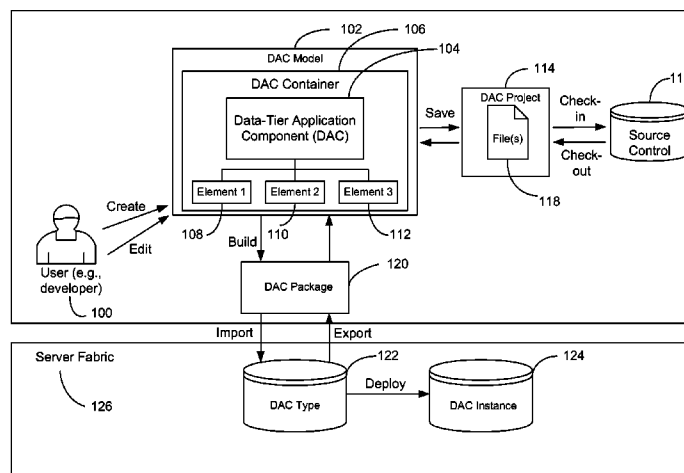 102
106
104
DAC Model
DAC Container
Data-Tier Application
Component (DAC)
Element 1
Element 2
Element 3
108
110
112
114
DAC Project
File(s)
118
Save
Check-
in
Check-
out
11
Source
Control
Create
Edit
User (e.g.,
developer)
100
Build
DAC Package
120
Import
Export
Server Fabric
126
122
DAC Type
Deploy
124
DAC Instance